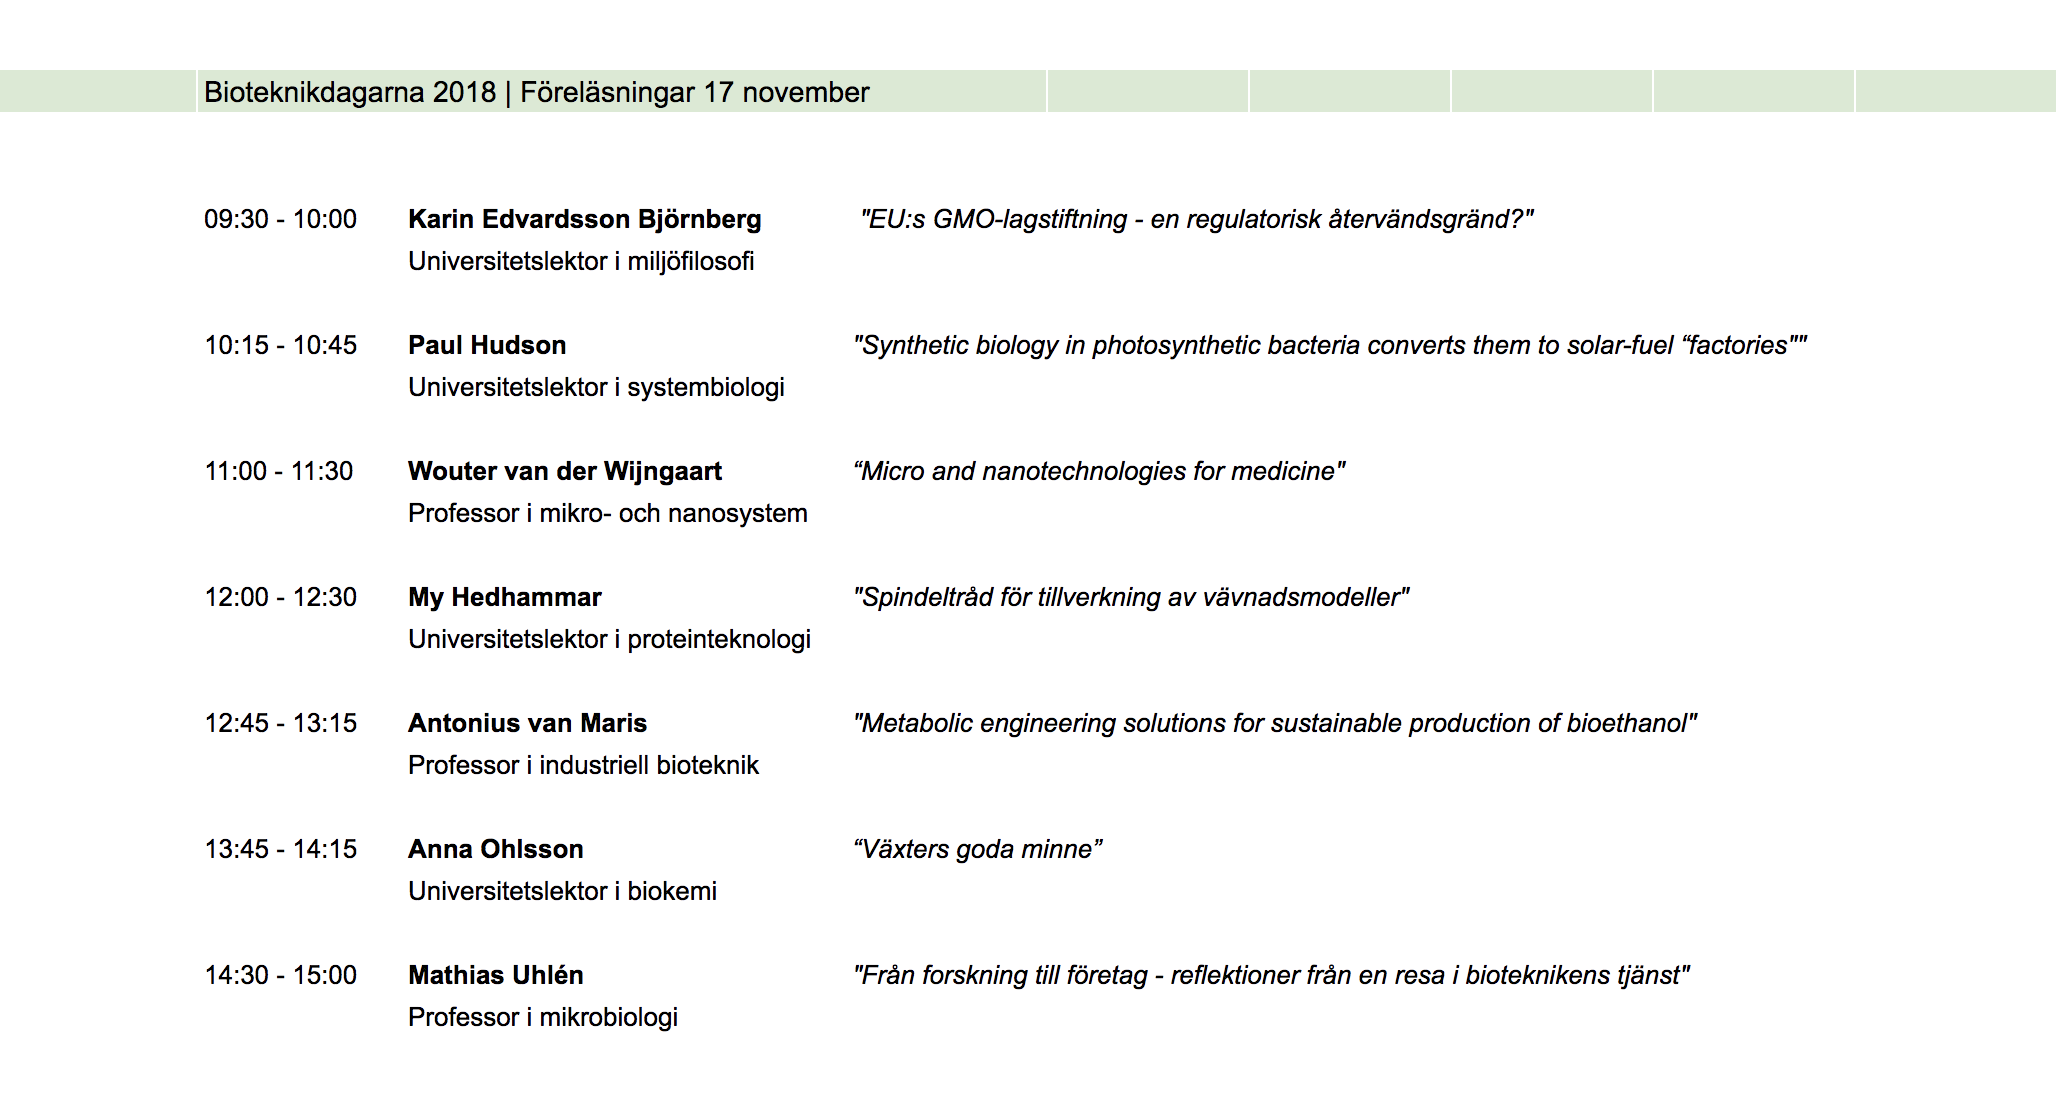 Bioteknikdagarna 2018 | Föreläsningar 17 november
09:30 - 10:00 Karin Edvardsson Björnberg "EU:s GMO-lagstiftning - en regulatorisk återvändsgränd?"
Universitetslektor i miljöfilosofi
10:15 - 10:45 Paul Hudson "Synthetic biology in photosynthetic bacteria converts them to solar-fuel “factories""
Universitetslektor i systembiologi
11:00 - 11:30 Wouter van der Wijngaart “Micro and nanotechnologies for medicine"
Professor i mikro- och nanosystem
12:00 - 12:30 My Hedhammar "Spindeltråd för tillverkning av vävnadsmodeller"
Universitetslektor i proteinteknologi
12:45 - 13:15 Antonius van Maris "Metabolic engineering solutions for sustainable production of bioethanol"
Professor i industriell bioteknik
13:45 - 14:15 Anna Ohlsson “Växters goda minne”
Universitetslektor i biokemi
14:30 - 15:00 Mathias Uhlén "Från forskning till företag - reflektioner från en resa i bioteknikens tjänst"
Professor i mikrobiologi